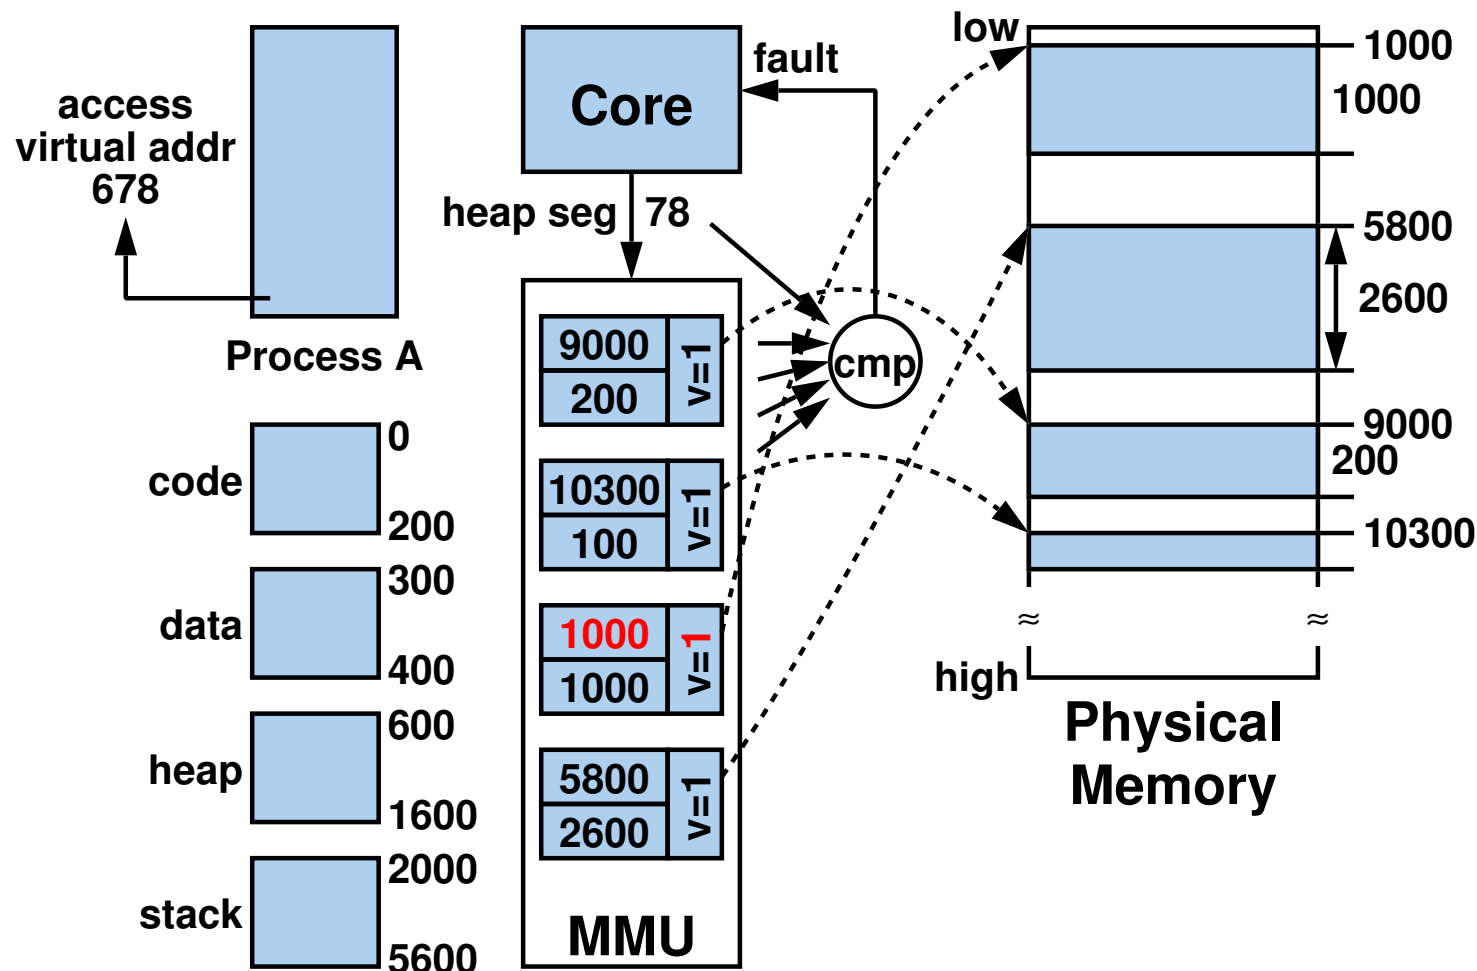 access
virtual addr
678
Process A
code
0
200
data
300
400
heap
600
1600
stack
2000
5600
Core
fault
heap seg
78
9000
200
v=1
10300
100
v=1
1000
1000
v=1
5800
2600
v=1
MMU
cmp
low
1000
1000
5800
2600
9000
200
10300
≈
≈
high
Physical
Memory